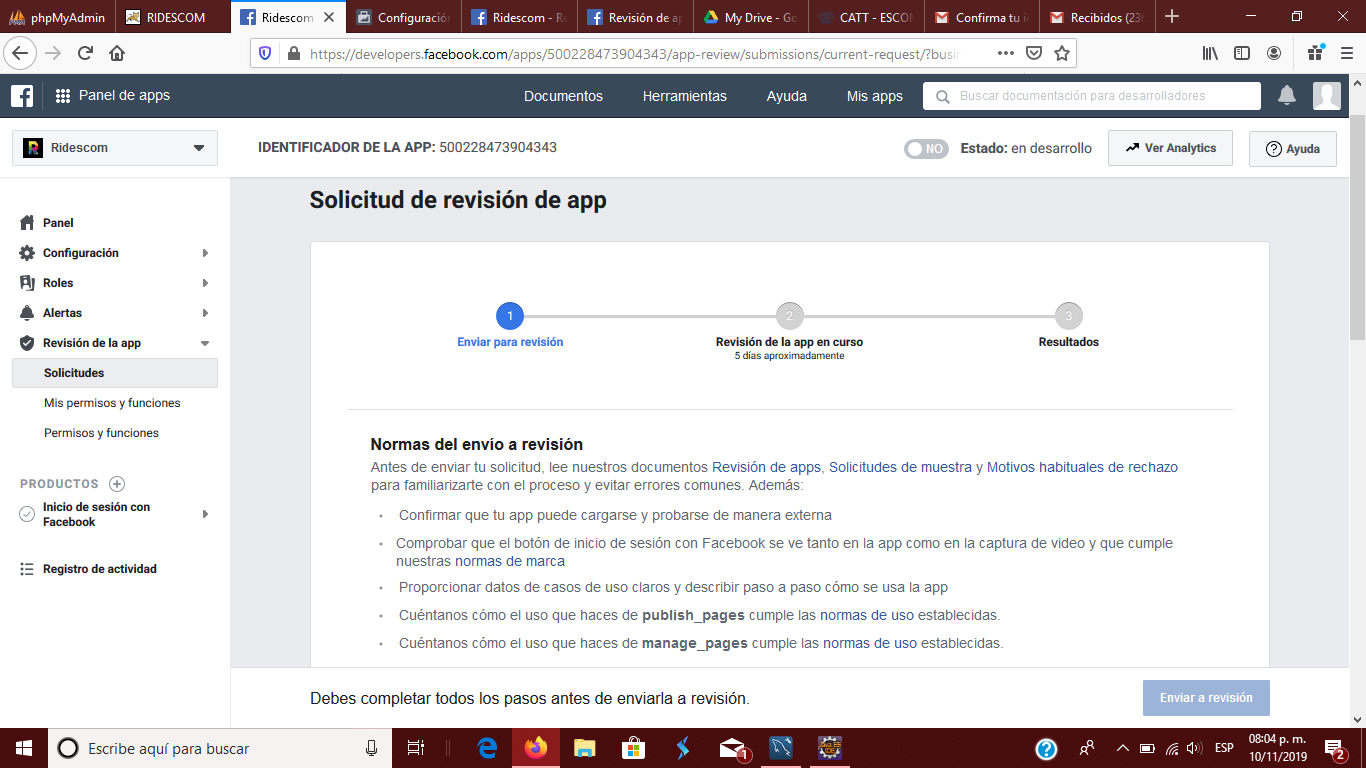 phpMyAdmin
RIDESCOM
Ridescom
Configuración
Ridescom - Re
Revisión de ap
My Drive - Go
CATT - ESCOM
Confirma tu i
Recibidos (23
https://developers.facebook.com/apps/500228473904343/app-review/submissions/current-request/?busin
Panel de apps
Documentos
Herramientas
Ayuda
Mis apps
Buscar documentación para desarrolladores
Ridescom
IDENTIFICADOR DE LA APP: 500228473904343
NO
Estado: en desarrollo
Ver Analytics
Ayuda
Panel
Configuración
Roles
Alertas
Revisión de la app
Solicitudes
Mis permisos y funciones
Permisos y funciones
PRODUCTOS
Inicio de sesión con
Facebook
Registro de actividad
Solicitud de revisión de app
1
2
3
Enviar para revisión
Revisión de la app en curso
5 días aproximadamente
Resultados
Normas del envío a revisión
Antes de enviar tu solicitud, lee nuestros documentos Revisión de apps, Solicitudes de muestra y Motivos habituales de rechazo
para familiarizarte con el proceso y evitar errores comunes. Además:
• Confirmar que tu app puede cargarse y probarse de manera externa
• Comprobar que el botón de inicio de sesión con Facebook se ve tanto en la app como en la captura de video y que cumple
nuestras normas de marca
• Proporcionar datos de casos de uso claros y describir paso a paso cómo se usa la app
• Cuéntanos cómo el uso que haces de publish_pages cumple las normas de uso establecidas.
• Cuéntanos cómo el uso que haces de manage_pages cumple las normas de uso establecidas.
Debes completar todos los pasos antes de enviarla a revisión.
Enviar a revisión
Escribe aquí para buscar
1
ESP
08:04 p. m.
10/11/2019
2